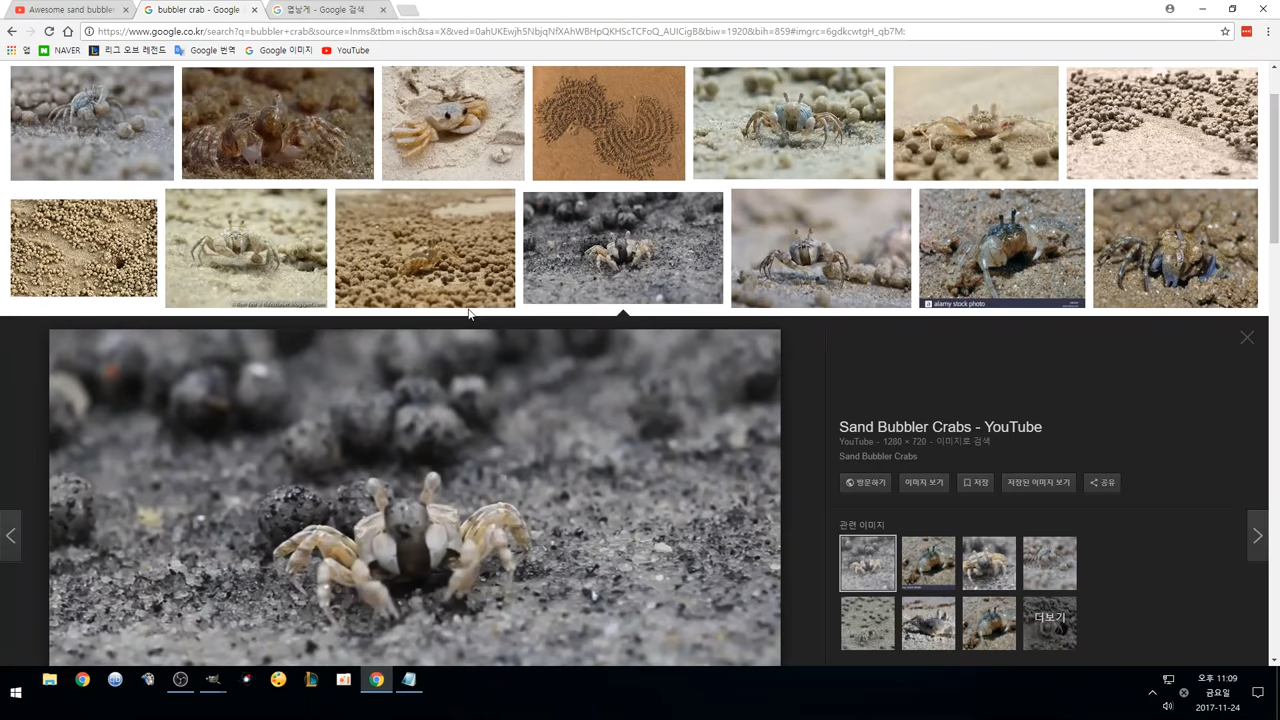 Awesome sand bubbler
bubbler crab - Google
엽낭게 - Google 검색
https://www.google.co.kr/search?q=bubbler+crab&source=lnms&tbm=isch&sa=X&ved=0ahUKEwjh5NbjqNfXAhWBHpQKHScTCFoQ_AUICigB&biw=1920&bih=859#imgrc=6gdkcwtgH_qb7M:
앱
NAVER
리그 오브 레전드
Google 번역
Google 이미지
YouTube
alamy stock photo
Sand Bubbler Crabs - YouTube
YouTube - 1280 × 720 - 이미지로 검색
Sand Bubbler Crabs
방문하기
이미지 보기
저장
저장된 이미지 보기
공유
관련 이미지
더보기
오후 11:09
금요일
2017-11-24